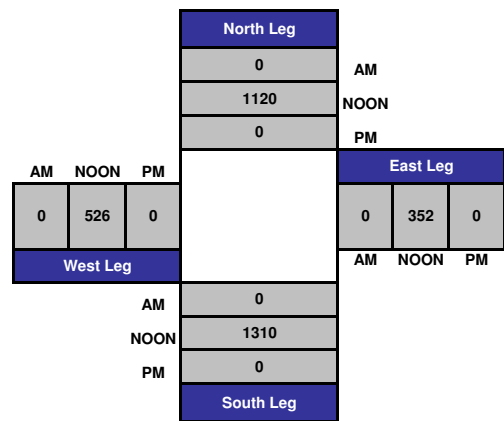 North Leg
0 AM
1120 NOON
0 PM
AM NOON PM East Leg
0 526 0 0 352 0
West Leg AM NOON PM
AM 0
NOON 1310
PM 0
South Leg